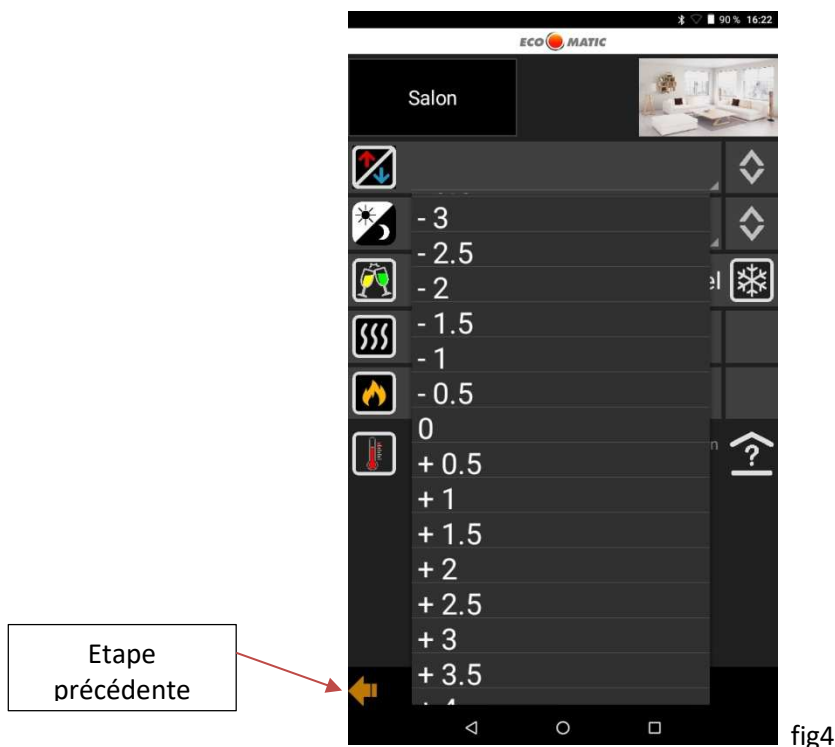 90 % 16:22
ECO MATIC
Salon
- 3
- 2.5
- 2
- 1.5
- 1
- 0.5
0
+ 0.5
+ 1
+ 1.5
+ 2
+ 2.5
+ 3
+ 3.5
el
n
?
Etape
précédente
fig4